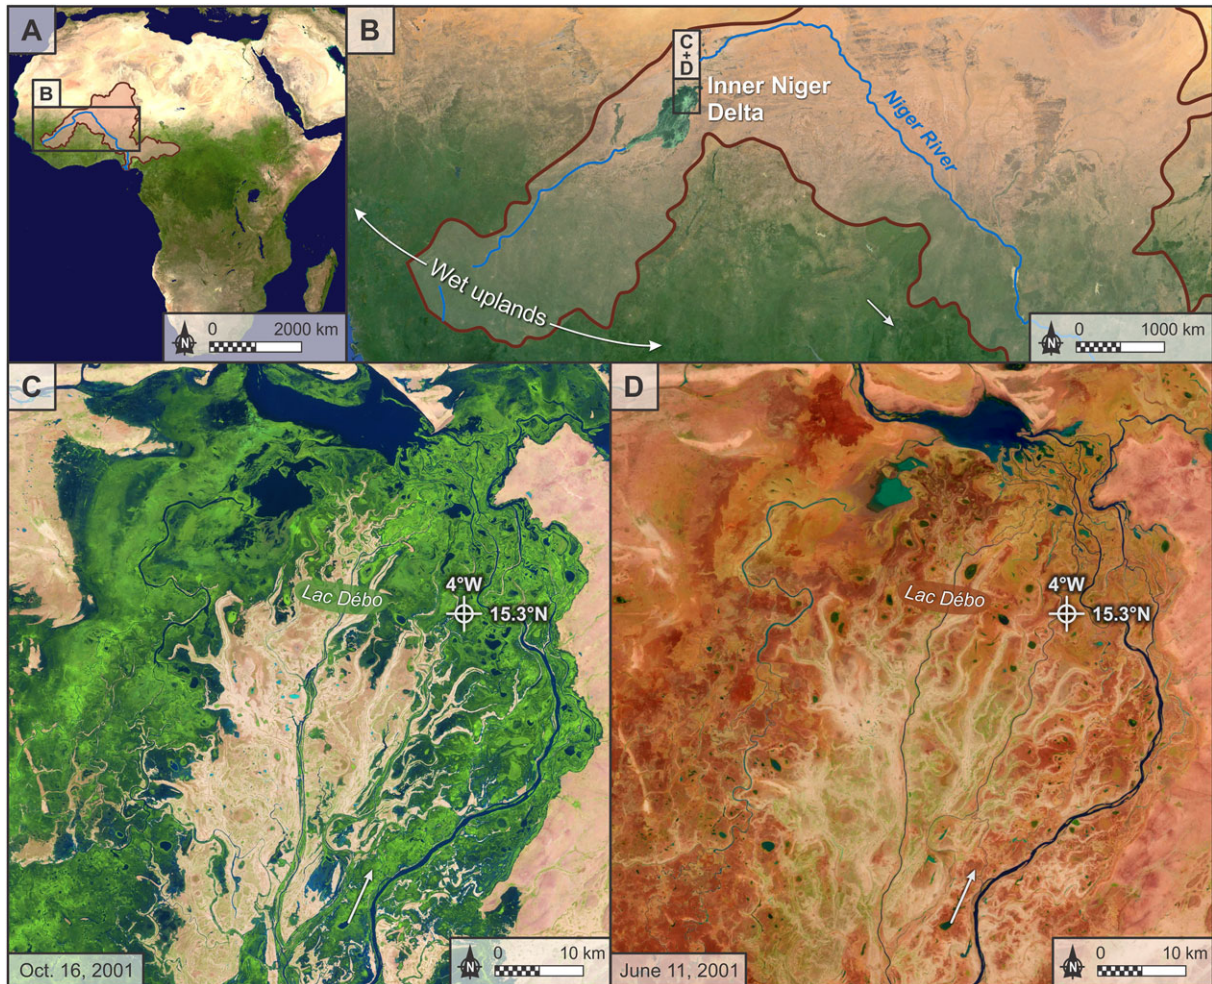 A
B
N
0 2000 km
B
C
+
D
Inner Niger
Delta
Niger River
Wet uplands
N
0 1000 km
C
Lac Débo
4°W
15.3°N
Oct. 16, 2001
N
0 10 km
D
Lac Débo
4°W
15.3°N
June 11, 2001
N
0 10 km